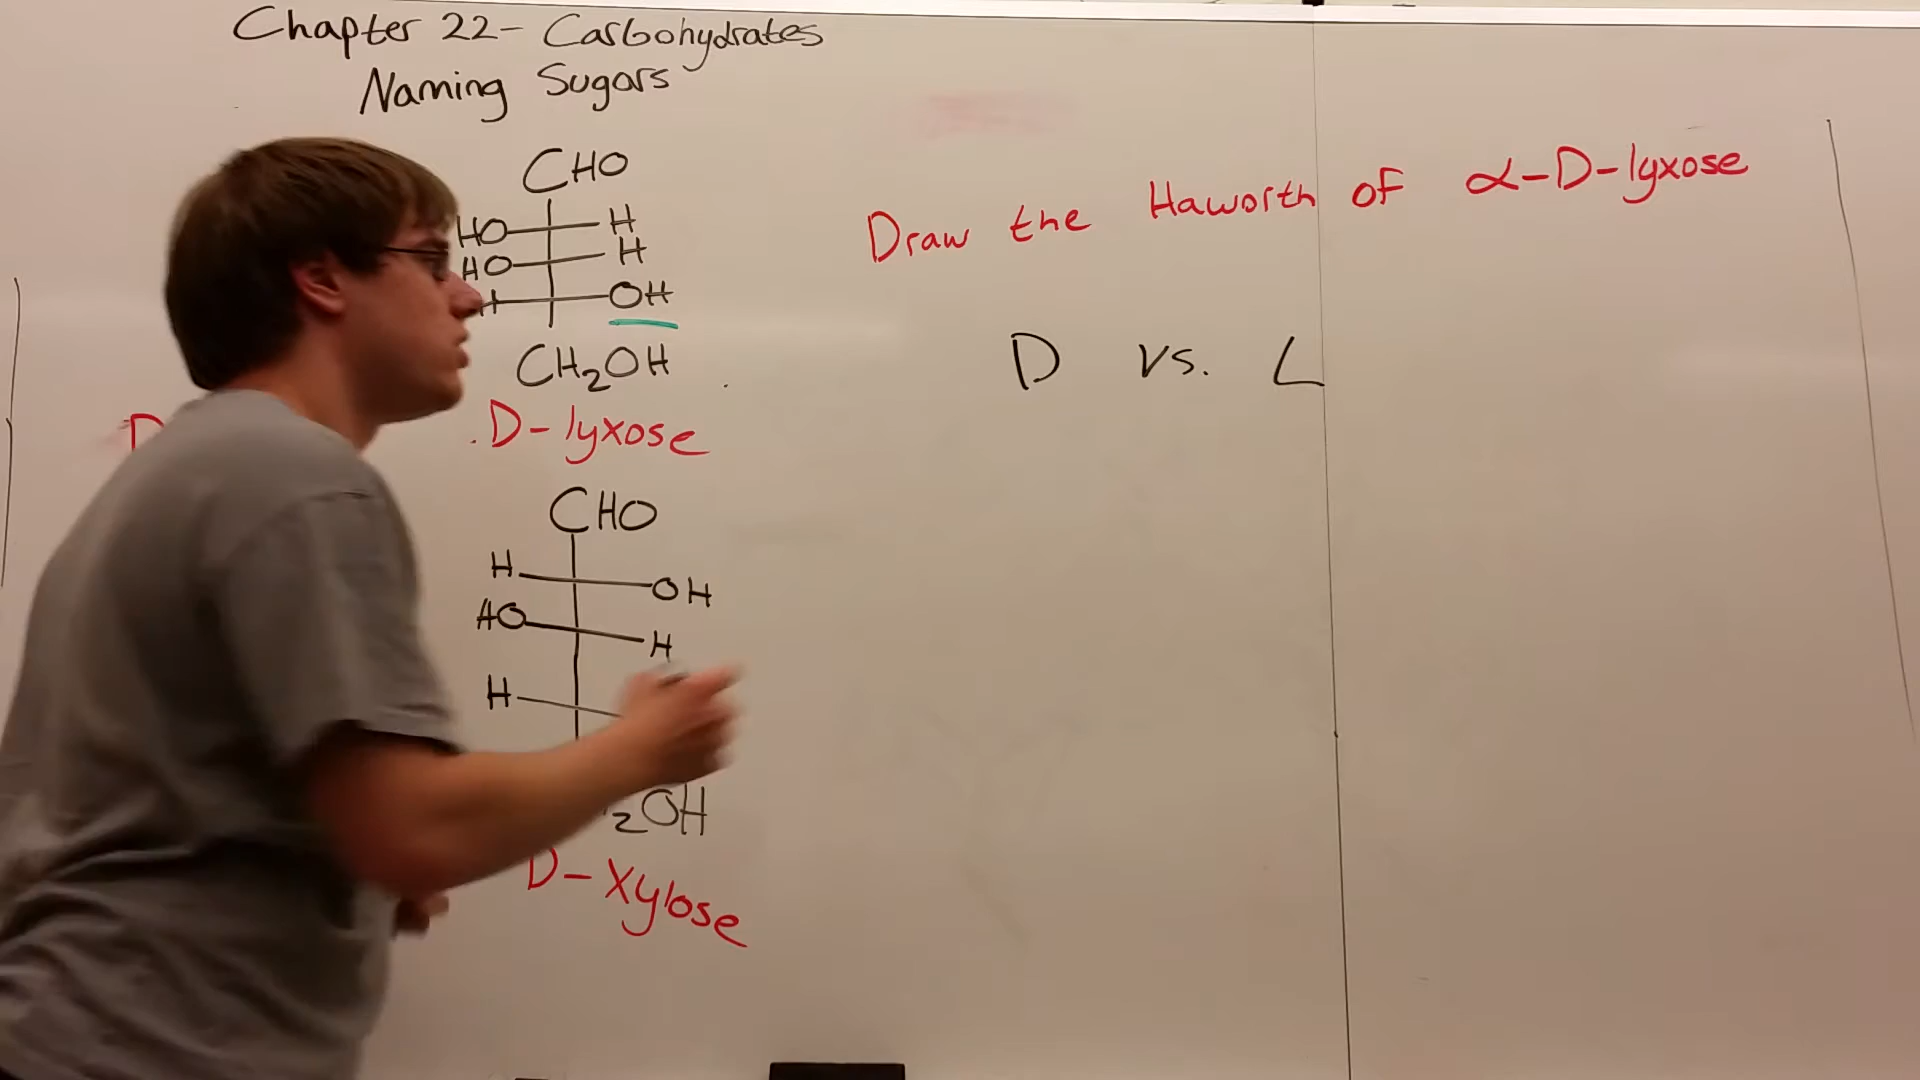 Chapter 22- Carbohydrates
Naming Sugars
CHO
HO H
HO H
H OH
CH₂OH
D
D-lyxose
CHO
H OH
HO H
H
₂OH
D-Xylose
Draw the Haworth of α-D-lyxose
D vs. L